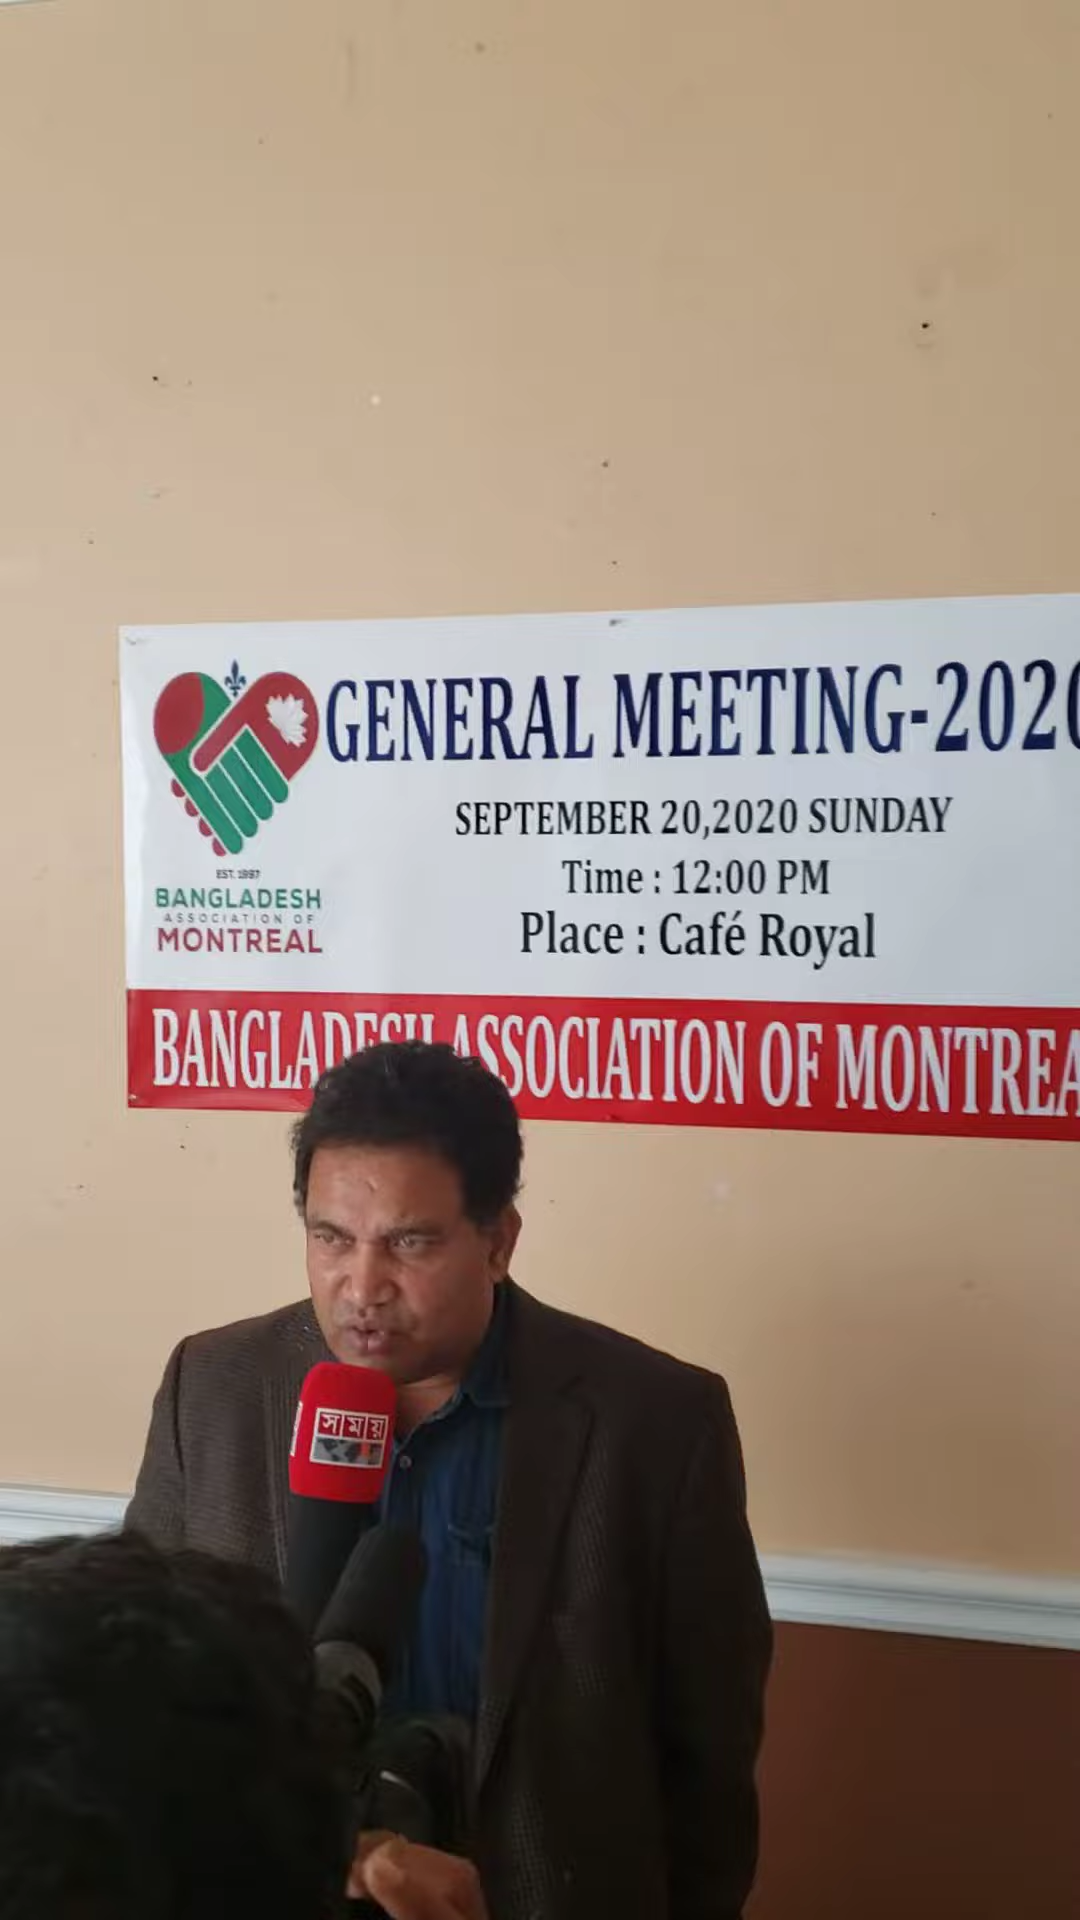 GENERAL MEETING-2020
SEPTEMBER 20,2020 SUNDAY
Time : 12:00 PM
Place : Café Royal
EST. 1997
BANGLADESH
ASSOCIATION OF
MONTREAL
BANGLADESH ASSOCIATION OF MONTREA
সময়